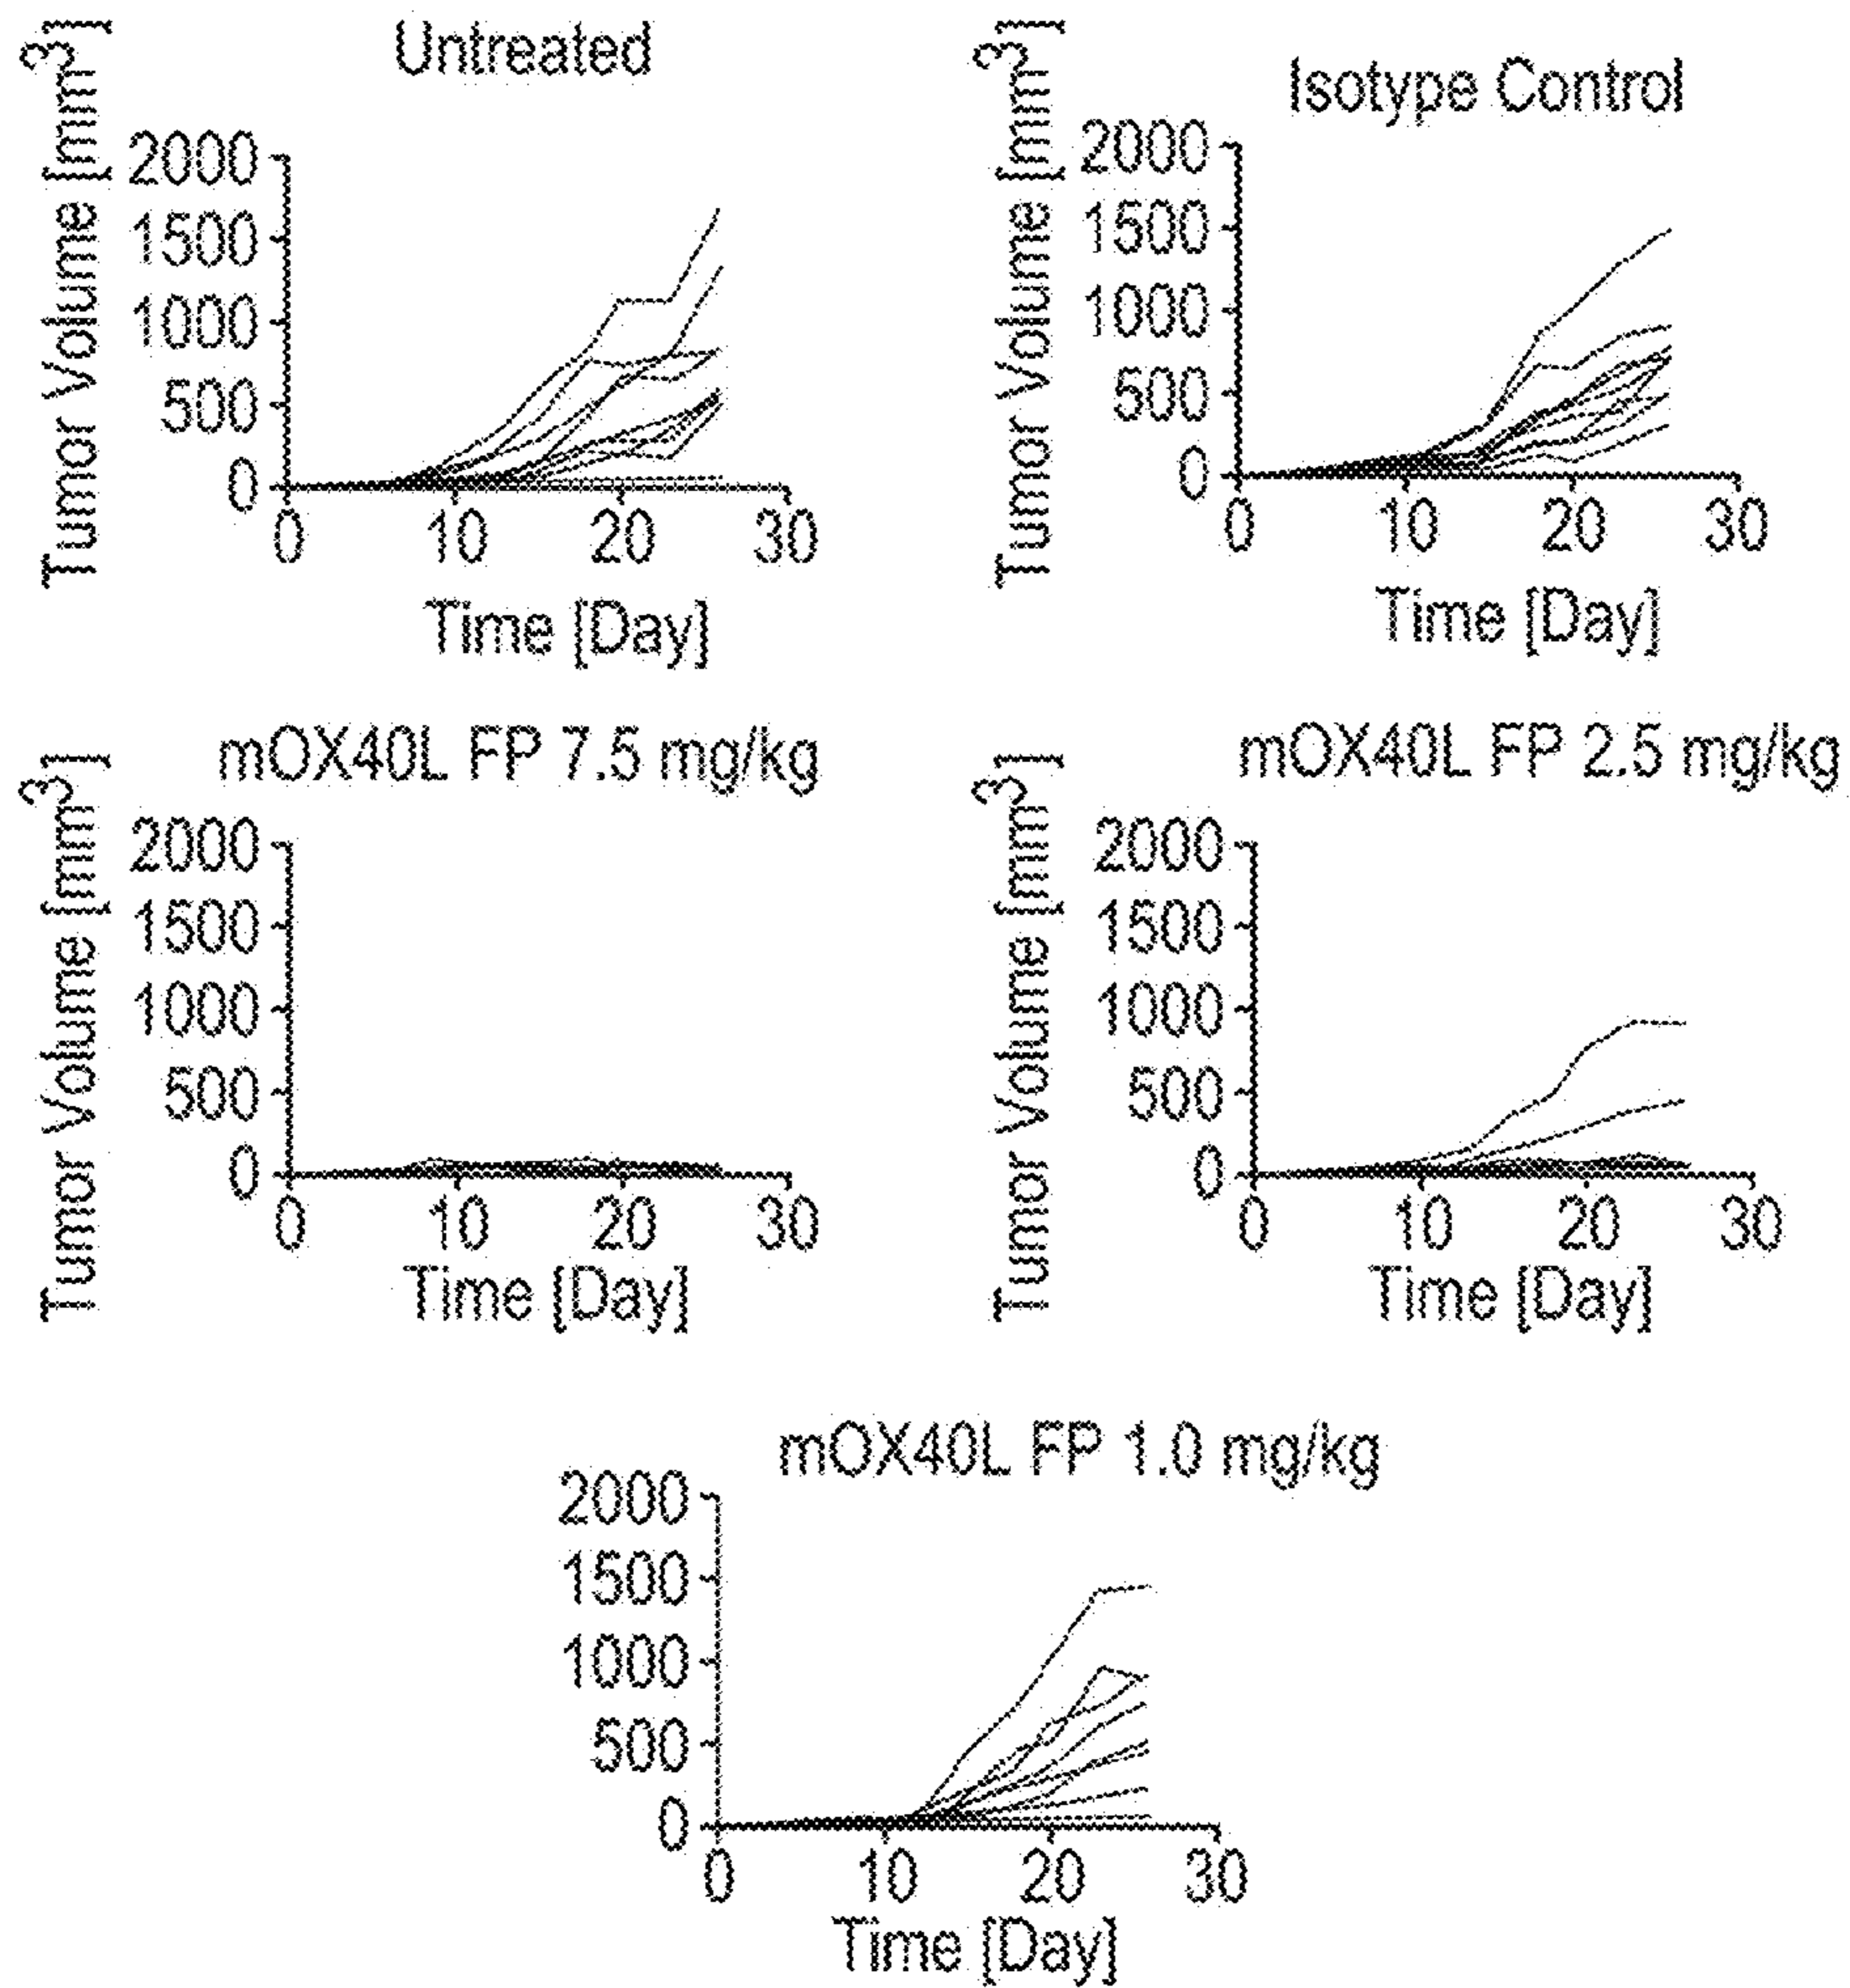 Untreated
Tumor Volume [mm3]
2000
1500
1000
500
0
0 10 20 30
Time [Day]
Isotype Control
Tumor Volume [mm3]
2000
1500
1000
500
0
0 10 20 30
Time [Day]
mOX40L FP 7.5 mg/kg
Tumor Volume [mm3]
2000
1500
1000
500
0
0 10 20 30
Time [Day]
mOX40L FP 2.5 mg/kg
Tumor Volume [mm3]
2000
1500
1000
500
0
0 10 20 30
Time [Day]
mOX40L FP 1.0 mg/kg
2000
1500
1000
500
0
0 10 20 30
Time [Day]